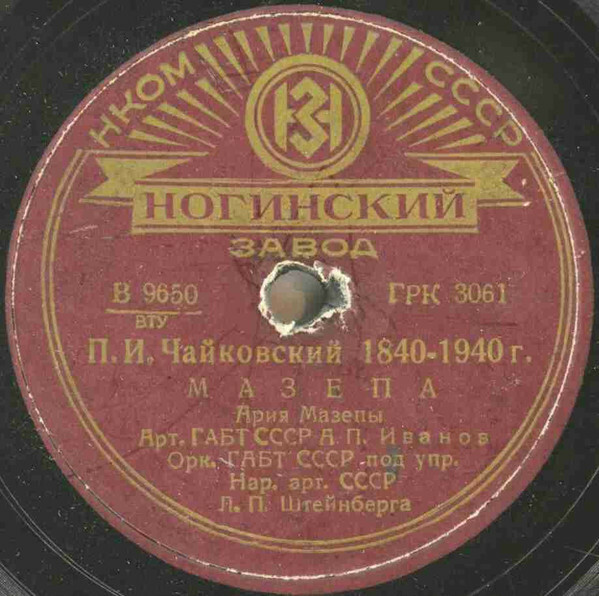 НКОМ СССР
НЗ
НОГИНСКИЙ
ЗАВОД
В 9650 ГРК 3061
ВТУ
П. И. Чайковский 1840-1940 г.
МАЗЕПА
Ария Мазепы
Арт. ГАБТ СССР А. П. Иванов
Орк. ГАБТ СССР под упр.
Нар. арт. СССР
Л. П. Штейнберга